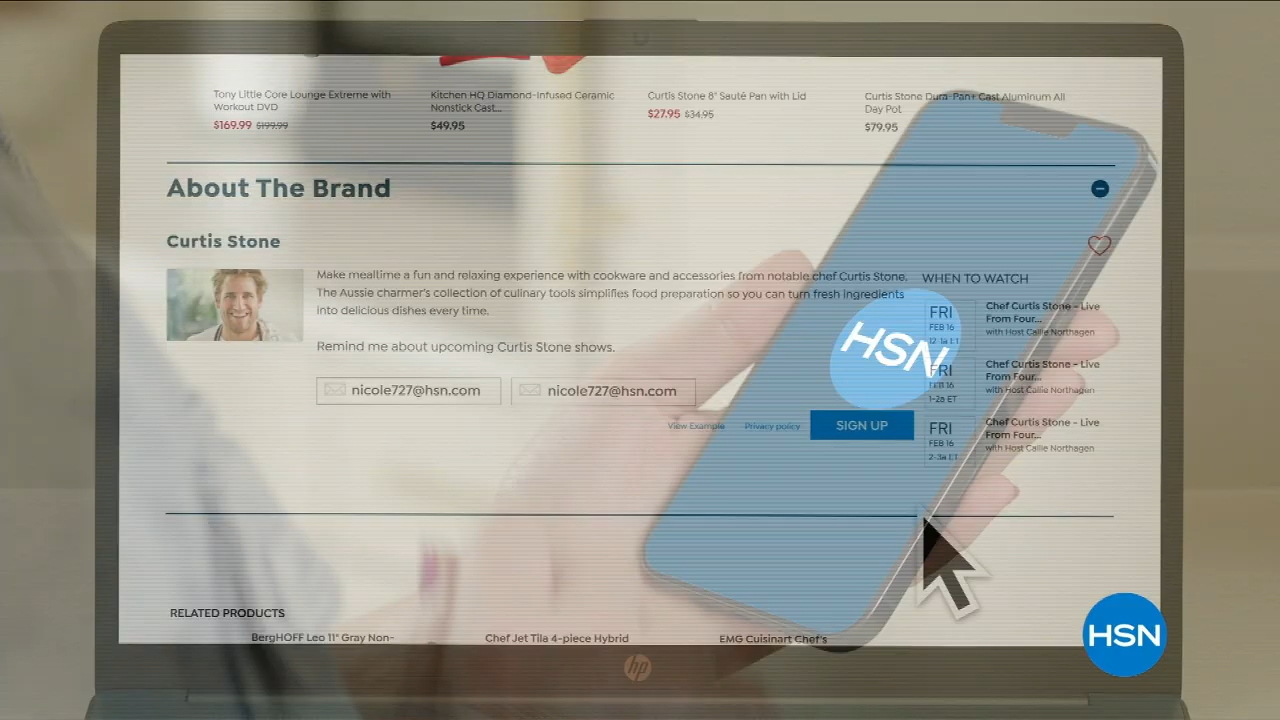 Tony Little Core Lounge Extreme with
Workout DVD
$169.99 $199.99
Kitchen HQ Diamond-Infused Ceramic
Nonstick Cast...
$49.95
Curtis Stone 8" Sauté Pan with Lid
$27.95 $34.95
Curtis Stone Dura-Pan+ Cast Aluminum All
Day Pot
$79.95
About The Brand
Curtis Stone
Make mealtime a fun and relaxing experience with cookware and accessories from notable chef Curtis Stone.
The Aussie charmer's collection of culinary tools simplifies food preparation so you can turn fresh ingredients
into delicious dishes every time.
Remind me about upcoming Curtis Stone shows.
nicole727@hsn.com
nicole727@hsn.com
View Example
Privacy policy
SIGN UP
WHEN TO WATCH
FRI
FEB 16
Chef Curtis Stone - Live
From Four...
with Host Callie Northagen
FRI
FEB 16
1-2a ET
Chef Curtis Stone - Live
From Four...
with Host Callie Northagen
FRI
FEB 16
2-3a ET
Chef Curtis Stone - Live
From Four...
with Host Callie Northagen
HSN
RELATED PRODUCTS
BergHOFF Leo 11" Gray Non-
Chef Jet Tila 4-piece Hybrid
EMG Cuisinart Chef's
HSN
hp